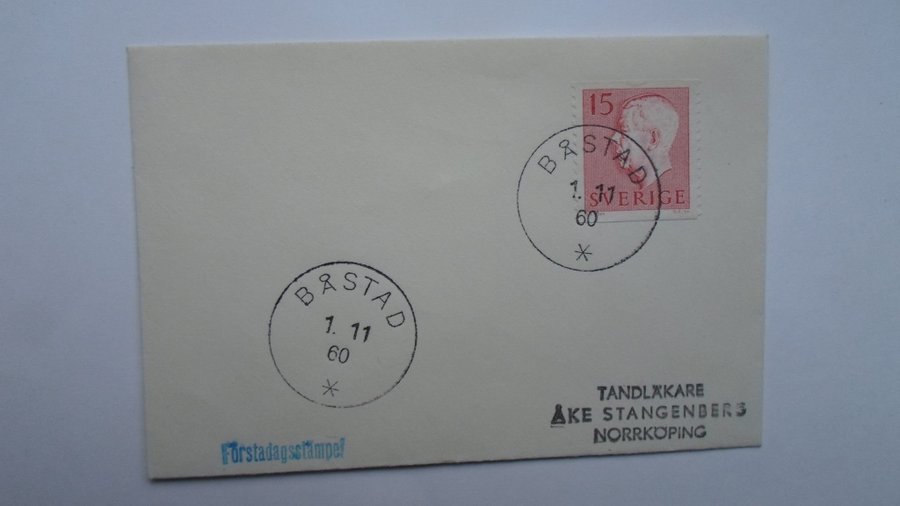 15
SVERIGE
BÅSTAD
1. 11
60
*
BÅSTAD
1. 11
60
*
TANDLÄKARE
ÅKE STANGENBERG
NORRKÖPING
Förstadagsstämpel